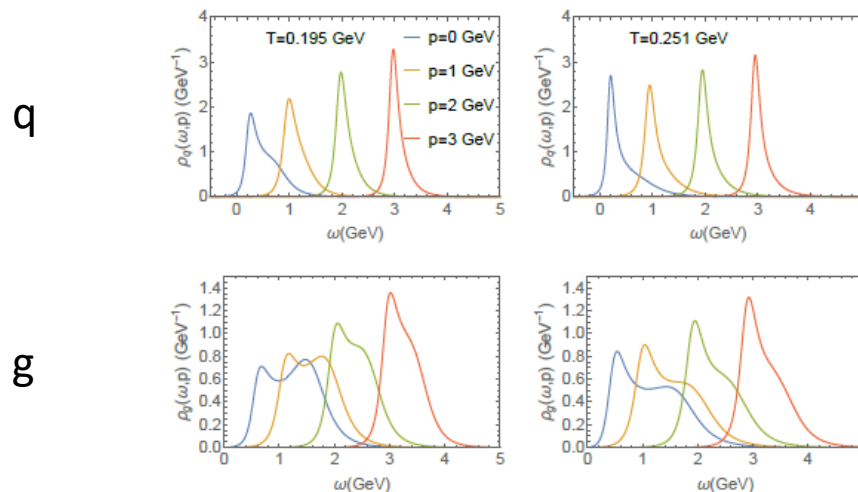 q
T=0.195 GeV
p=0 GeV
p=1 GeV
p=2 GeV
p=3 GeV
ρq(ω,p) (GeV⁻¹)
4
3
2
1
0
0 1 2 3 4 5
ω(GeV)
T=0.251 GeV
ρq(ω,p) (GeV⁻¹)
4
3
2
1
0
0 1 2 3 4
ω(GeV)
g
ρg(ω,p) (GeV⁻¹)
1.4
1.2
1.0
0.8
0.6
0.4
0.2
0.0
0 1 2 3 4 5
ω(GeV)
ρg(ω,p) (GeV⁻¹)
1.4
1.2
1.0
0.8
0.6
0.4
0.2
0.0
0 1 2 3 4
ω(GeV)